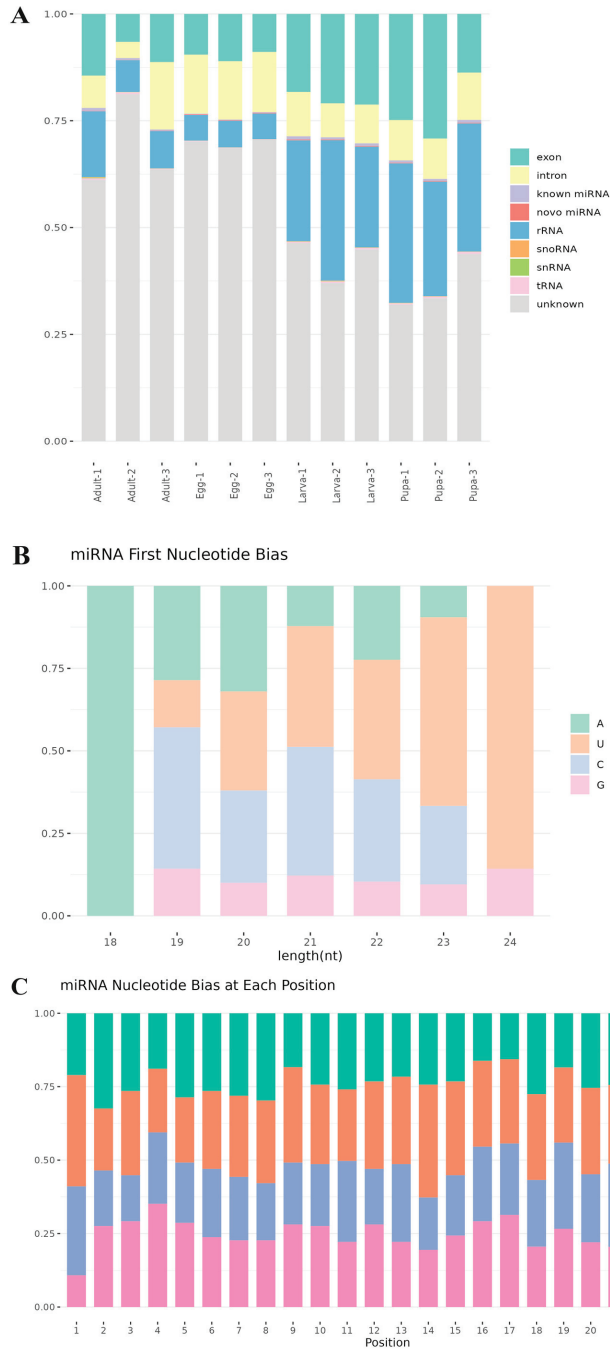 A
1.00
0.75
0.50
0.25
0.00
Adult-1
Adult-2
Adult-3
Egg-1
Egg-2
Egg-3
Larva-1
Larva-2
Larva-3
Pupa-1
Pupa-2
Pupa-3
exon
intron
known miRNA
novo miRNA
rRNA
snoRNA
snRNA
tRNA
unknown
B
miRNA First Nucleotide Bias
1.00
0.75
0.50
0.25
0.00
18 19 20 21 22 23 24
length(nt)
A
U
C
G
C
miRNA Nucleotide Bias at Each Position
1.00
0.75
0.50
0.25
0.00
1 2 3 4 5 6 7 8 9 10 11 12 13 14 15 16 17 18 19 20
Position